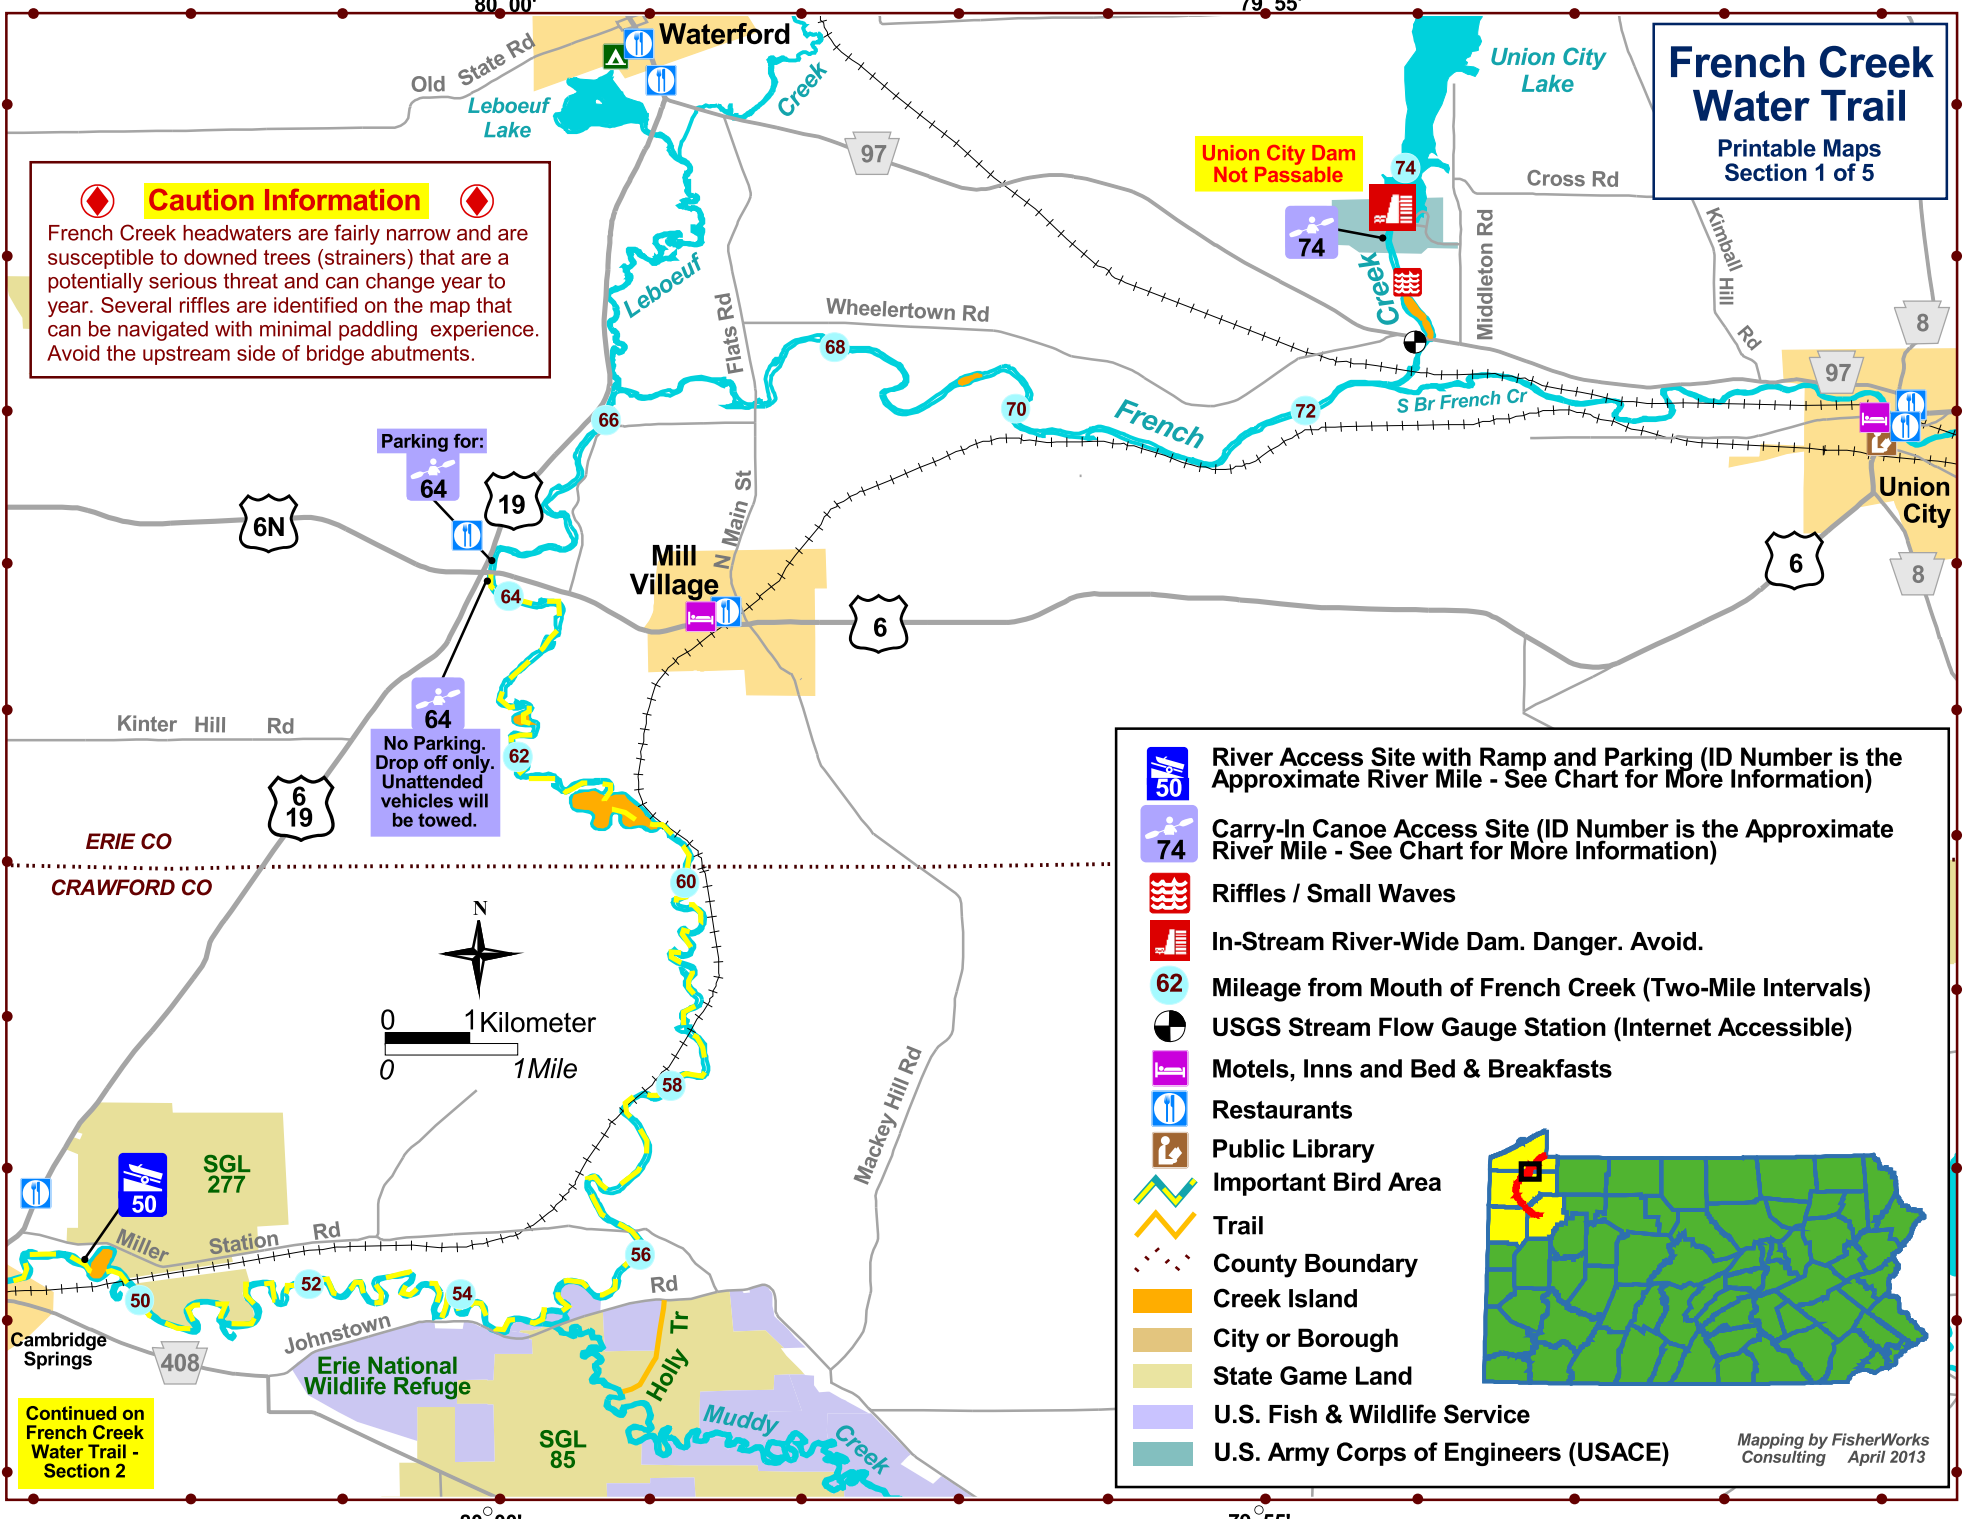 80° 00'
79° 55'
French Creek
Water Trail
Printable Maps
Section 1 of 5
Waterford
Old State Rd
Leboeuf
Lake
Creek
97
Union City
Lake
Union City Dam
Not Passable
74
74
Cross Rd
Kimball Hill Rd
Middleton Rd
Creek
8
Caution Information
French Creek headwaters are fairly narrow and are
susceptible to downed trees (strainers) that are a
potentially serious threat and can change year to
year. Several riffles are identified on the map that
can be navigated with minimal paddling experience.
Avoid the upstream side of bridge abutments.
Leboeuf
Flats Rd
Wheelertown Rd
68
70
French
72
S Br French Cr
97
66
Parking for:
64
19
6N
N Main St
Mill
Village
6
Union
City
6
8
64
64
No Parking.
Drop off only.
Unattended
vehicles will
be towed.
Kinter Hill Rd
62
6
19
ERIE CO
CRAWFORD CO
60
N
0 1 Kilometer
0 1 Mile
58
Mackey Hill Rd
SGL
277
50
Miller Station Rd
56
50
52
54
Rd
Johnstown
Cambridge
Springs
408
Erie National
Wildlife Refuge
Holly Tr
Muddy
Creek
SGL
85
Continued on
French Creek
Water Trail -
Section 2
50
River Access Site with Ramp and Parking (ID Number is the
Approximate River Mile - See Chart for More Information)
74
Carry-In Canoe Access Site (ID Number is the Approximate
River Mile - See Chart for More Information)
Riffles / Small Waves
In-Stream River-Wide Dam. Danger. Avoid.
62
Mileage from Mouth of French Creek (Two-Mile Intervals)
USGS Stream Flow Gauge Station (Internet Accessible)
Motels, Inns and Bed & Breakfasts
Restaurants
Public Library
Important Bird Area
Trail
County Boundary
Creek Island
City or Borough
State Game Land
U.S. Fish & Wildlife Service
U.S. Army Corps of Engineers (USACE)
Mapping by FisherWorks
Consulting April 2013
80° 00'
79° 55'